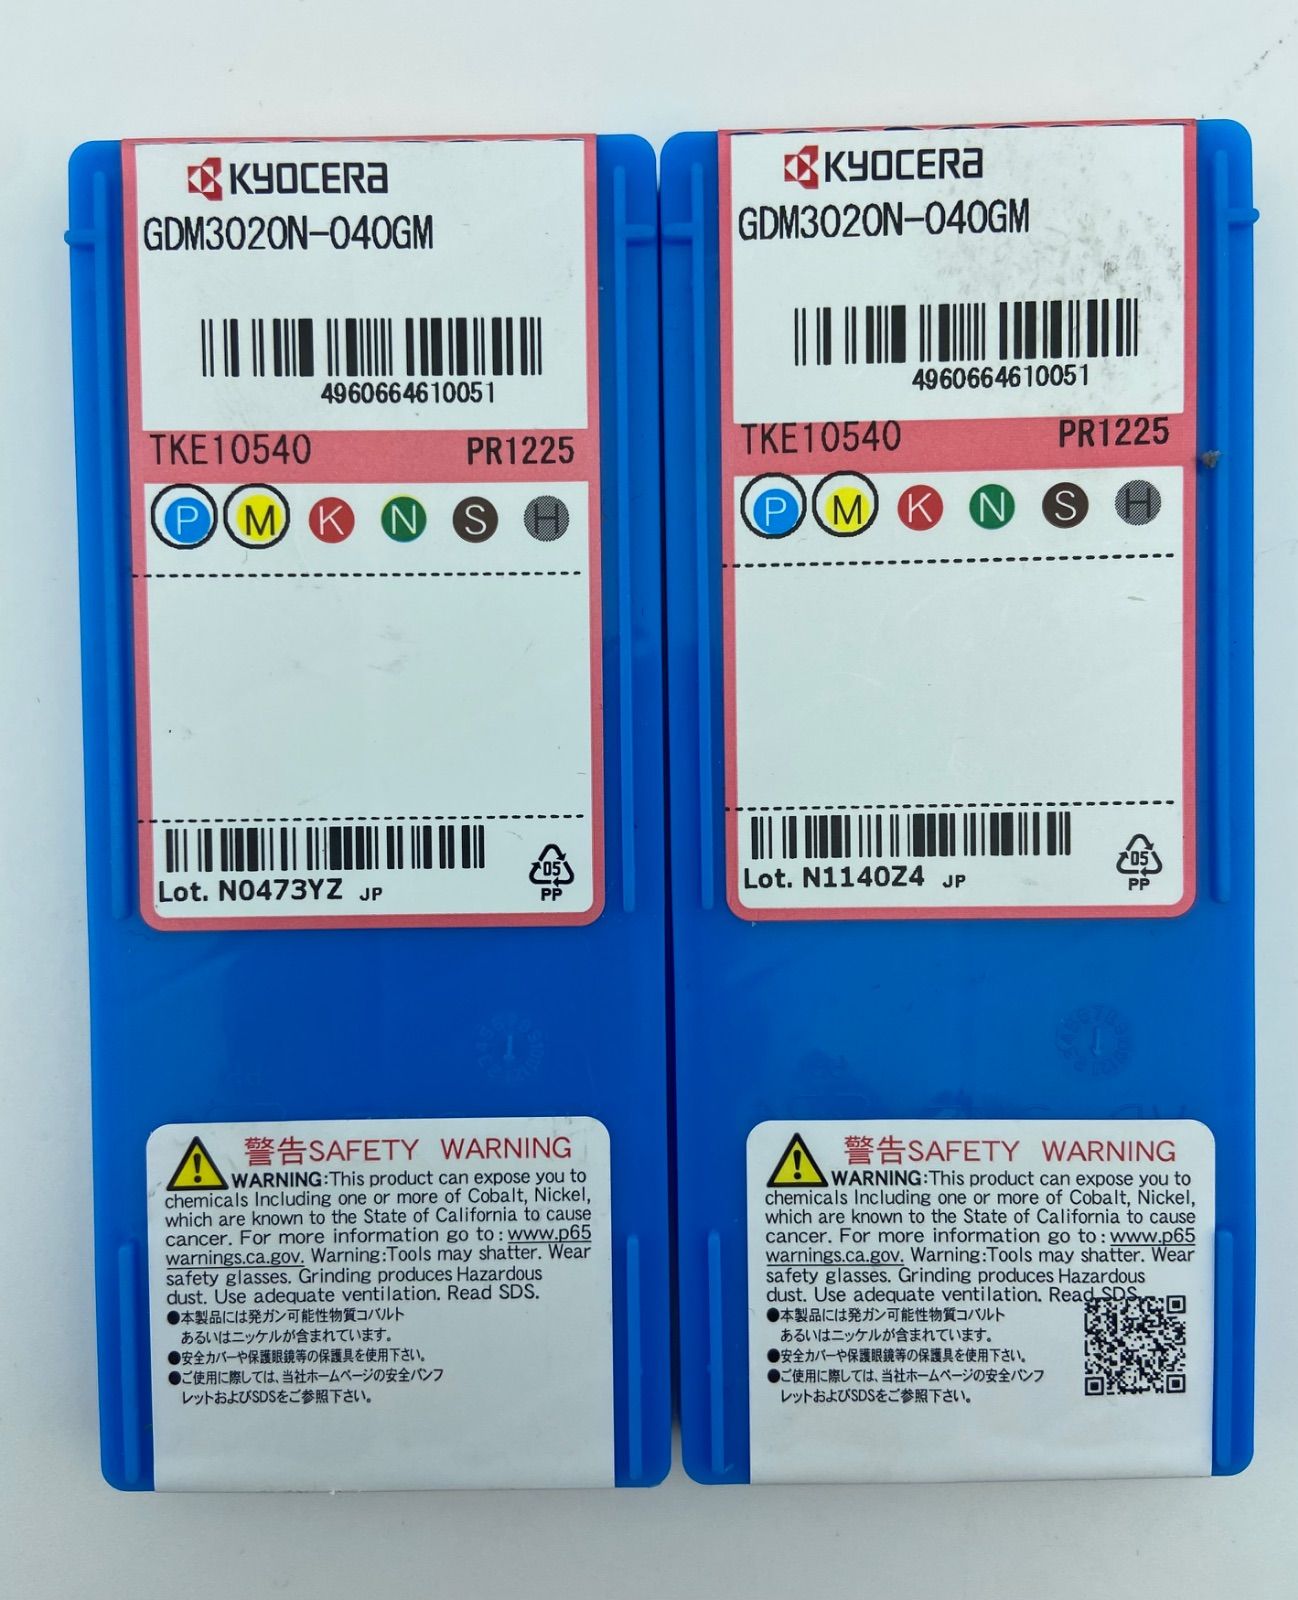 KYOCERA
GDM3020N-040GM
4960664610051
TKE10540 PR1225
P M K N S H
Lot. N0473YZ JP
05
PP
警告SAFETY WARNING
WARNING:This product can expose you to
chemicals Including one or more of Cobalt, Nickel,
which are known to the State of California to cause
cancer. For more information go to : www.p65
warnings.ca.gov. Warning:Tools may shatter. Wear
safety glasses. Grinding produces Hazardous
dust. Use adequate ventilation. Read SDS.
●本製品には発ガン可能性物質コバルト
あるいはニッケルが含まれています。
●安全カバーや保護眼鏡等の保護具を使用下さい。
●ご使用に際しては、当社ホームページの安全パンフ
レットおよびSDSをご参照下さい。
KYOCERA
GDM3020N-040GM
4960664610051
TKE10540 PR1225
P M K N S H
Lot. N1140Z4 JP
05
PP
警告SAFETY WARNING
WARNING:This product can expose you to
chemicals Including one or more of Cobalt, Nickel,
which are known to the State of California to cause
cancer. For more information go to : www.p65
warnings.ca.gov. Warning:Tools may shatter. Wear
safety glasses. Grinding produces Hazardous
dust. Use adequate ventilation. Read SDS.
●本製品には発ガン可能性物質コバルト
あるいはニッケルが含まれています。
●安全カバーや保護眼鏡等の保護具を使用下さい。
●ご使用に際しては、当社ホームページの安全パンフ
レットおよびSDSをご参照下さい。